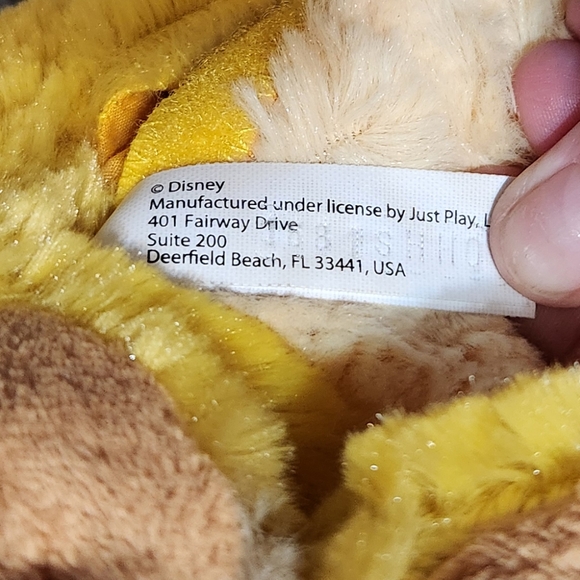 © Disney
Manufactured under license by Just Play, L
401 Fairway Drive
Suite 200
Deerfield Beach, FL 33441, USA